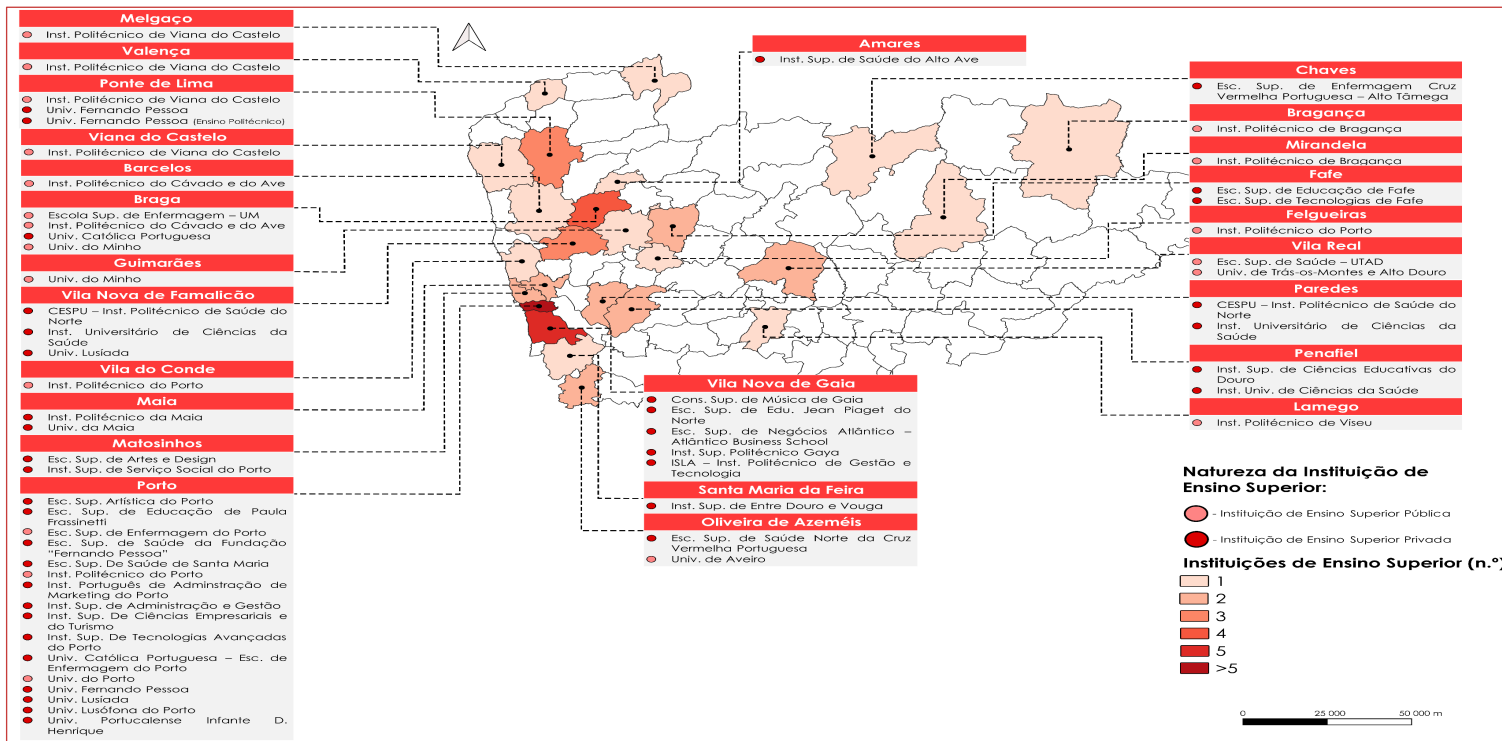 Melgaço
Inst. Politécnico de Viana do Castelo
Valença
Inst. Politécnico de Viana do Castelo
Ponte de Lima
Inst. Politécnico de Viana do Castelo
Univ. Fernando Pessoa
Univ. Fernando Pessoa (Ensino Politécnico)
Viana do Castelo
Inst. Politécnico de Viana do Castelo
Barcelos
Inst. Politécnico do Cávado e do Ave
Braga
Escola Sup. de Enfermagem – UM
Inst. Politécnico do Cávado e do Ave
Univ. Católica Portuguesa
Univ. do Minho
Guimarães
Univ. do Minho
Vila Nova de Famalicão
CESPU – Inst. Politécnico de Saúde do
Norte
Inst. Universitário de Ciências da
Saúde
Univ. Lusíada
Vila do Conde
Inst. Politécnico do Porto
Maia
Inst. Politécnico da Maia
Univ. da Maia
Matosinhos
Esc. Sup. de Artes e Design
Inst. Sup. de Serviço Social do Porto
Porto
Esc. Sup. Artística do Porto
Esc. Sup. de Educação de Paula
Frassinetti
Esc. Sup. de Enfermagem do Porto
Esc. Sup. de Saúde da Fundação
"Fernando Pessoa"
Esc. Sup. De Saúde de Santa Maria
Inst. Politécnico do Porto
Inst. Português de Adminstração de
Marketing do Porto
Inst. Sup. de Administração e Gestão
Inst. Sup. De Ciências Empresariais e
do Turismo
Inst. Sup. De Tecnologias Avançadas
do Porto
Univ. Católica Portuguesa – Esc. de
Enfermagem do Porto
Univ. do Porto
Univ. Fernando Pessoa
Univ. Lusíada
Univ. Lusófona do Porto
Univ. Portucalense Infante D.
Henrique
Amares
Inst. Sup. de Saúde do Alto Ave
Vila Nova de Gaia
Cons. Sup. de Música de Gaia
Esc. Sup. de Edu. Jean Piaget do
Norte
Esc. Sup. de Negócios Atlântico –
Atlântico Business School
Inst. Sup. Politécnico Gaya
ISLA – Inst. Politécnico de Gestão e
Tecnologia
Santa Maria da Feira
Inst. Sup. de Entre Douro e Vouga
Oliveira de Azeméis
Esc. Sup. de Saúde Norte da Cruz
Vermelha Portuguesa
Univ. de Aveiro
Chaves
Esc. Sup. de Enfermagem Cruz
Vermelha Portuguesa – Alto Tâmega
Bragança
Inst. Politécnico de Bragança
Mirandela
Inst. Politécnico de Bragança
Fafe
Esc. Sup. de Educação de Fafe
Esc. Sup. de Tecnologias de Fafe
Felgueiras
Inst. Politécnico do Porto
Vila Real
Esc. Sup. de Saúde – UTAD
Univ. de Trás-os-Montes e Alto Douro
Paredes
CESPU – Inst. Politécnico de Saúde do
Norte
Inst. Universitário de Ciências da
Saúde
Penafiel
Inst. Sup. de Ciências Educativas do
Douro
Inst. Univ. de Ciências da Saúde
Lamego
Inst. Politécnico de Viseu
Natureza da Instituição de
Ensino Superior:
- Instituição de Ensino Superior Pública
- Instituição de Ensino Superior Privada
Instituições de Ensino Superior (n.º)
1
2
3
4
5
>5
0 25 000 50 000 m